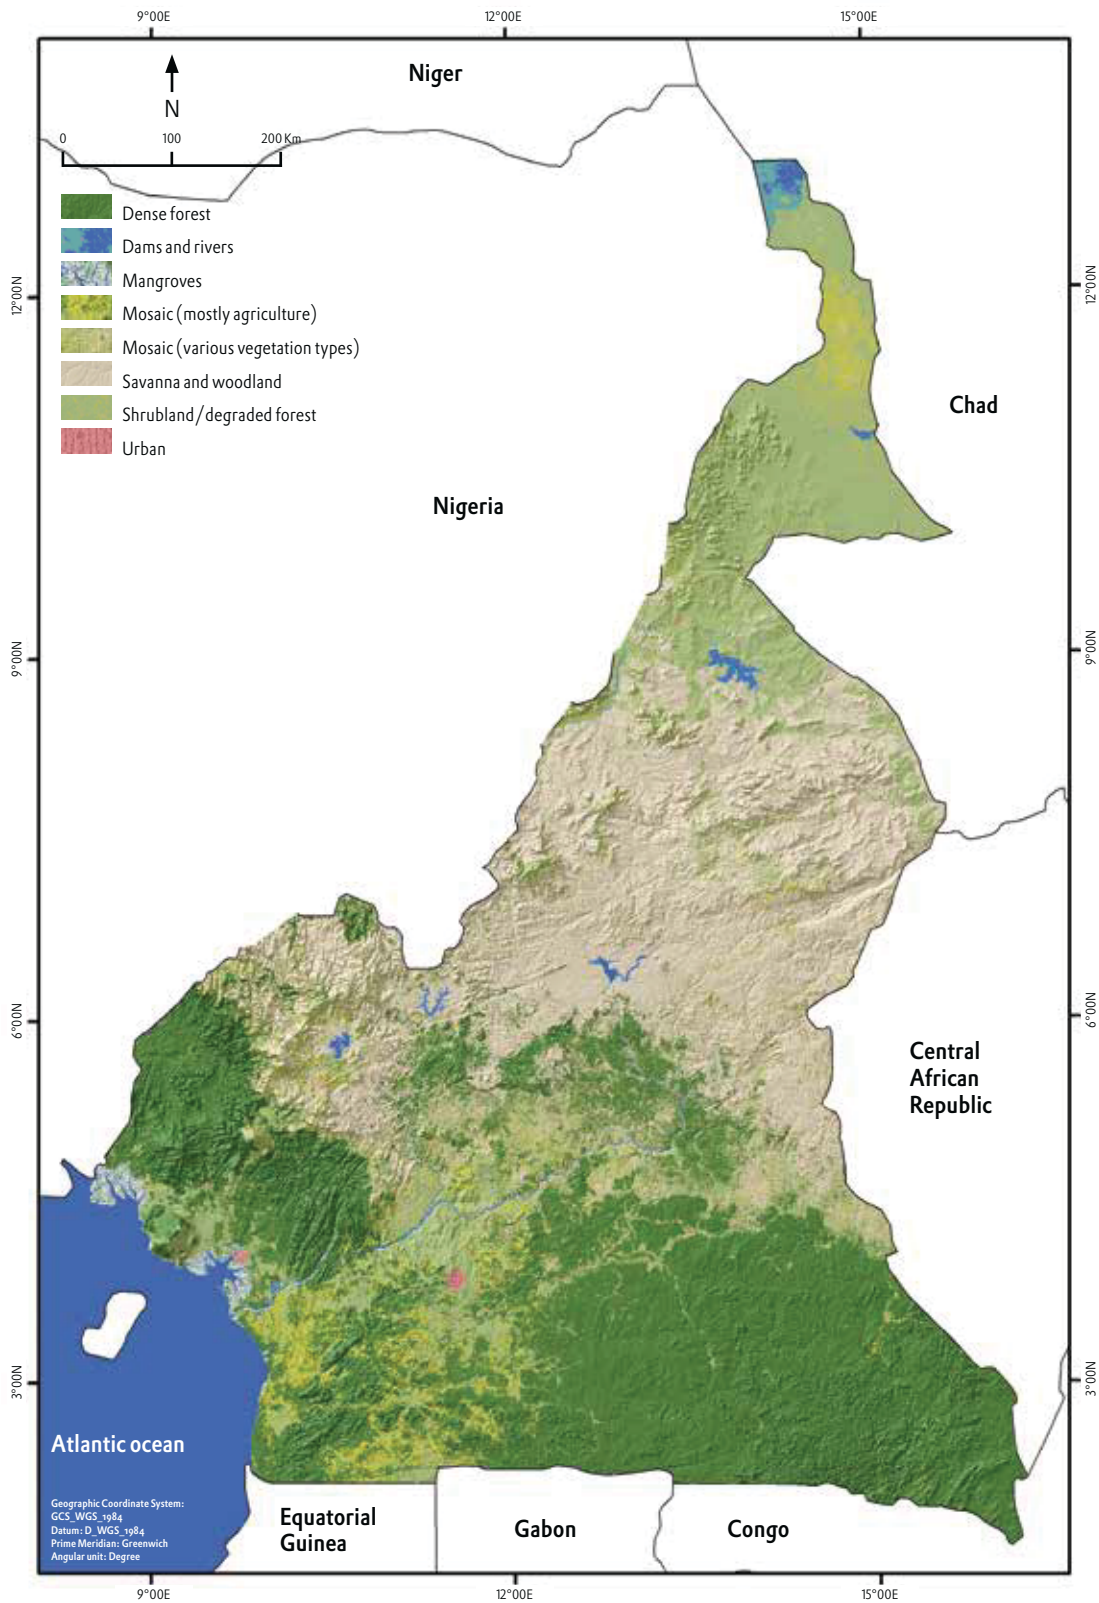 9°00E
12°00E
15°00E
Niger
N
0
100
200 Km
Dense forest
Dams and rivers
Mangroves
Mosaic (mostly agriculture)
Mosaic (various vegetation types)
Savanna and woodland
Shrubland/degraded forest
Urban
12°00N
12°00N
Chad
Nigeria
9°00N
9°00N
6°00N
6°00N
Central
African
Republic
3°00N
3°00N
Atlantic ocean
Geographic Coordinate System:
GCS_WGS_1984
Datum: D_WGS_1984
Prime Meridian: Greenwich
Angular unit: Degree
Equatorial
Guinea
Gabon
Congo
9°00E
12°00E
15°00E